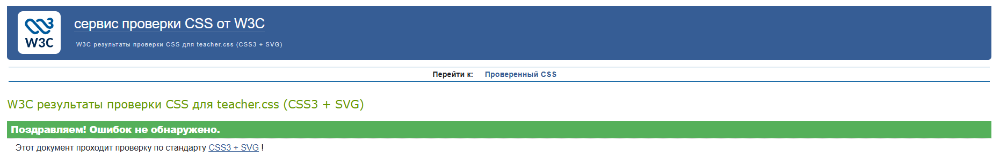 W3C
сервис проверки CSS от W3C
W3C результаты проверки CSS для teacher.css (CSS3 + SVG)
Перейти к: Проверенный CSS
W3C результаты проверки CSS для teacher.css (CSS3 + SVG)
Поздравляем! Ошибок не обнаружено.
Этот документ проходит проверку по стандарту CSS3 + SVG !